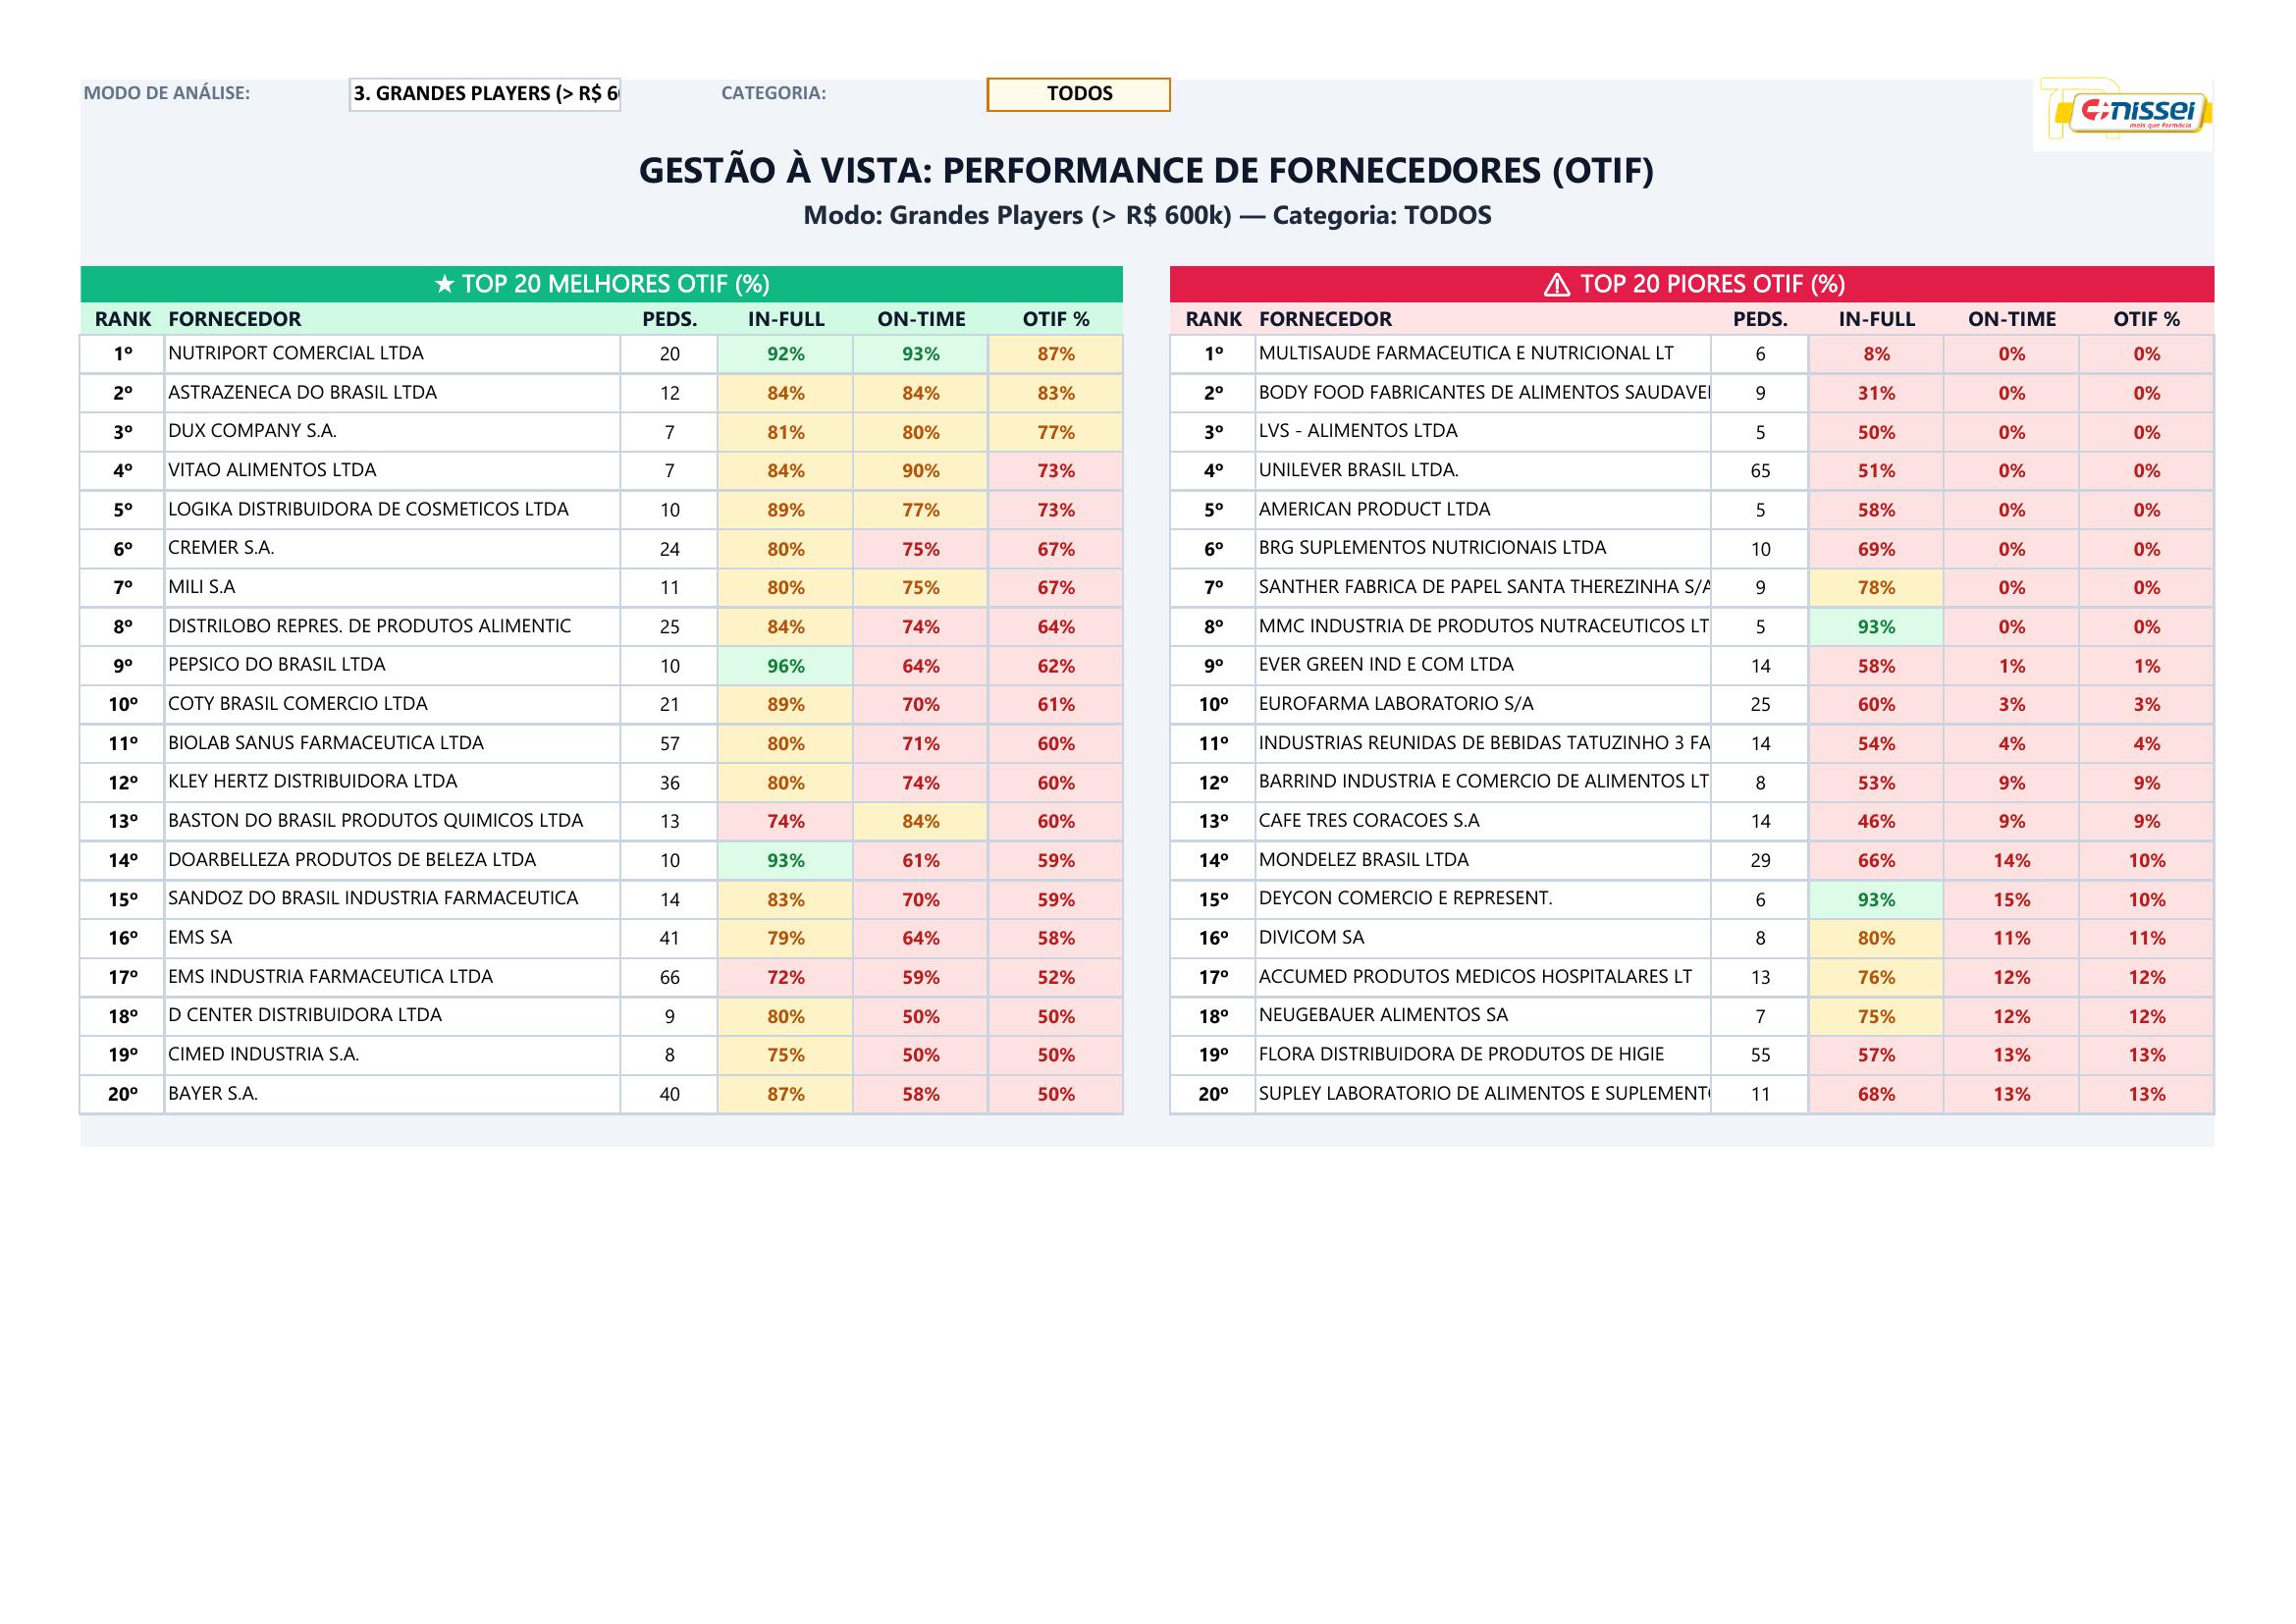 MODO DE ANÁLISE: 3. GRANDES PLAYERS (> R$ 6 CATEGORIA: TODOS
nissei
mais que farmácia
GESTÃO À VISTA: PERFORMANCE DE FORNECEDORES (OTIF)
Modo: Grandes Players (> R$ 600k) — Categoria: TODOS
★ TOP 20 MELHORES OTIF (%)
RANK FORNECEDOR PEDS. IN-FULL ON-TIME OTIF %
1º NUTRIPORT COMERCIAL LTDA 20 92% 93% 87%
2º ASTRAZENECA DO BRASIL LTDA 12 84% 84% 83%
3º DUX COMPANY S.A. 7 81% 80% 77%
4º VITAO ALIMENTOS LTDA 7 84% 90% 73%
5º LOGIKA DISTRIBUIDORA DE COSMETICOS LTDA 10 89% 77% 73%
6º CREMER S.A. 24 80% 75% 67%
7º MILI S.A 11 80% 75% 67%
8º DISTRILOBO REPRES. DE PRODUTOS ALIMENTIC 25 84% 74% 64%
9º PEPSICO DO BRASIL LTDA 10 96% 64% 62%
10º COTY BRASIL COMERCIO LTDA 21 89% 70% 61%
11º BIOLAB SANUS FARMACEUTICA LTDA 57 80% 71% 60%
12º KLEY HERTZ DISTRIBUIDORA LTDA 36 80% 74% 60%
13º BASTON DO BRASIL PRODUTOS QUIMICOS LTDA 13 74% 84% 60%
14º DOARBELLEZA PRODUTOS DE BELEZA LTDA 10 93% 61% 59%
15º SANDOZ DO BRASIL INDUSTRIA FARMACEUTICA 14 83% 70% 59%
16º EMS SA 41 79% 64% 58%
17º EMS INDUSTRIA FARMACEUTICA LTDA 66 72% 59% 52%
18º D CENTER DISTRIBUIDORA LTDA 9 80% 50% 50%
19º CIMED INDUSTRIA S.A. 8 75% 50% 50%
20º BAYER S.A. 40 87% 58% 50%
⚠ TOP 20 PIORES OTIF (%)
RANK FORNECEDOR PEDS. IN-FULL ON-TIME OTIF %
1º MULTISAUDE FARMACEUTICA E NUTRICIONAL LT 6 8% 0% 0%
2º BODY FOOD FABRICANTES DE ALIMENTOS SAUDAVEI 9 31% 0% 0%
3º LVS - ALIMENTOS LTDA 5 50% 0% 0%
4º UNILEVER BRASIL LTDA. 65 51% 0% 0%
5º AMERICAN PRODUCT LTDA 5 58% 0% 0%
6º BRG SUPLEMENTOS NUTRICIONAIS LTDA 10 69% 0% 0%
7º SANTHER FABRICA DE PAPEL SANTA THEREZINHA S/A 9 78% 0% 0%
8º MMC INDUSTRIA DE PRODUTOS NUTRACEUTICOS LT 5 93% 0% 0%
9º EVER GREEN IND E COM LTDA 14 58% 1% 1%
10º EUROFARMA LABORATORIO S/A 25 60% 3% 3%
11º INDUSTRIAS REUNIDAS DE BEBIDAS TATUZINHO 3 FA 14 54% 4% 4%
12º BARRIND INDUSTRIA E COMERCIO DE ALIMENTOS LT 8 53% 9% 9%
13º CAFE TRES CORACOES S.A 14 46% 9% 9%
14º MONDELEZ BRASIL LTDA 29 66% 14% 10%
15º DEYCON COMERCIO E REPRESENT. 6 93% 15% 10%
16º DIVICOM SA 8 80% 11% 11%
17º ACCUMED PRODUTOS MEDICOS HOSPITALARES LT 13 76% 12% 12%
18º NEUGEBAUER ALIMENTOS SA 7 75% 12% 12%
19º FLORA DISTRIBUIDORA DE PRODUTOS DE HIGIE 55 57% 13% 13%
20º SUPLEY LABORATORIO DE ALIMENTOS E SUPLEMENT 11 68% 13% 13%